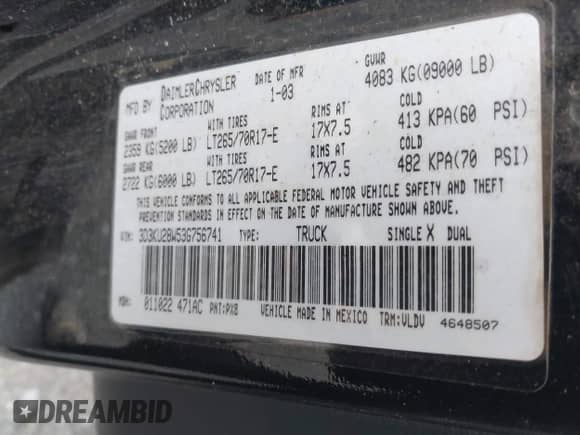 MFD BY DAIMLERCHRYSLER CORPORATION DATE OF MFR 1-03 GVWR 4083 KG(09000 LB)
GAWR FRONT WITH TIRES RIMS AT COLD
2359 KG(5200 LB) LT265/70R17-E 17X7.5 413 KPA(60 PSI)
GAWR REAR WITH TIRES RIMS AT COLD
2722 KG(6000 LB) LT265/70R17-E 17X7.5 482 KPA(70 PSI)
THIS VEHICLE CONFORMS TO ALL APPLICABLE FEDERAL MOTOR VEHICLE SAFETY AND THEFT
PREVENTION STANDARDS IN EFFECT ON THE DATE OF MANUFACTURE SHOWN ABOVE.
VIN: 3D3KU28W53G756741 TYPE: TRUCK SINGLE X DUAL
MDH: 011022 471AC PNT:PX8 VEHICLE MADE IN MEXICO TRM:VLDV 4648507
DREAMBID